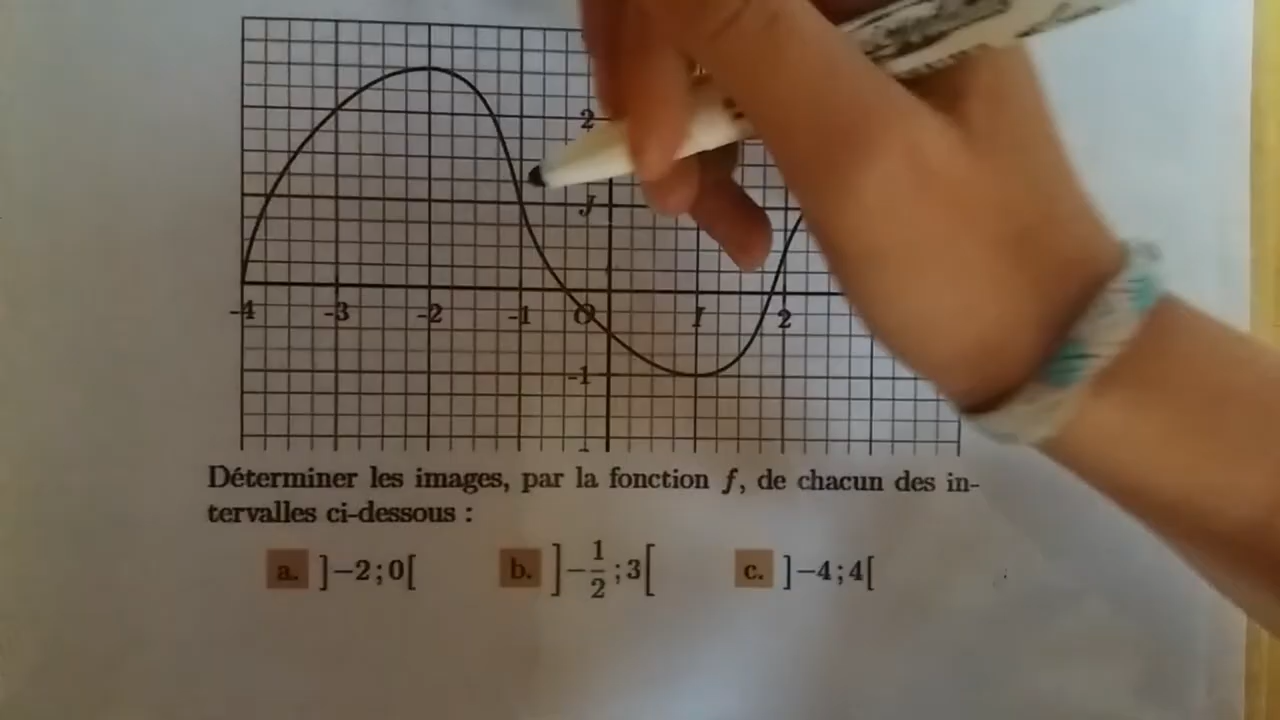 2
J
-4 -3 -2 -1 O I 2
-1
Déterminer les images, par la fonction f, de chacun des in-
tervalles ci-dessous :
a. ]−2 ; 0[ b. ]−1/2 ; 3[ c. ]−4 ; 4[